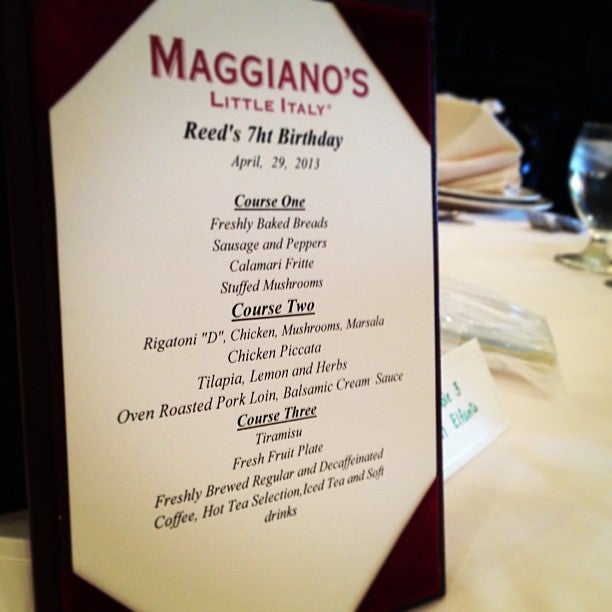 MAGGIANO'S
LITTLE ITALY®
Reed's 7ht Birthday
April, 29, 2013
Course One
Freshly Baked Breads
Sausage and Peppers
Calamari Fritte
Stuffed Mushrooms
Course Two
Rigatoni "D", Chicken, Mushrooms, Marsala
Chicken Piccata
Tilapia, Lemon and Herbs
Oven Roasted Pork Loin, Balsamic Cream Sauce
Course Three
Tiramisu
Fresh Fruit Plate
Freshly Brewed Regular and Decaffeinated
Coffee, Hot Tea Selection,Iced Tea and Soft
drinks
3